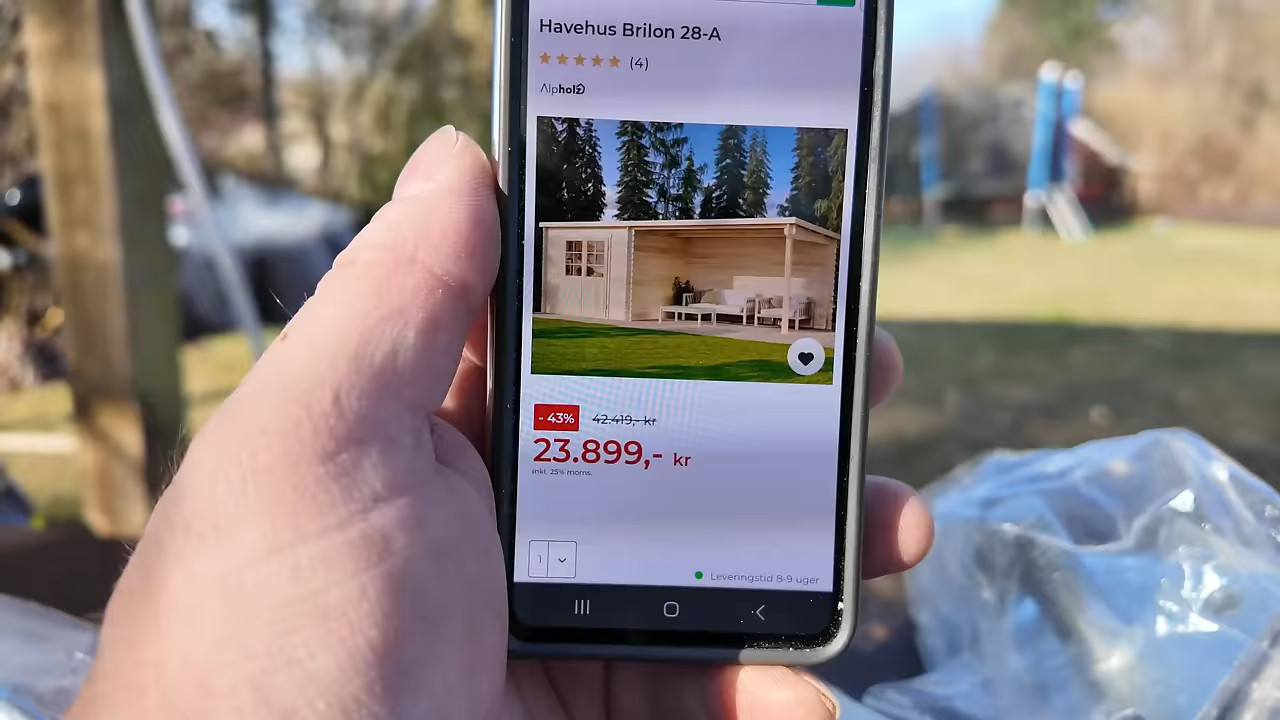 Havehus Brilon 28-A
(4)
Alpholz
- 43% 42.419,- kr
23.899,- kr
inkl. 25% moms.
1
Leveringstid 8-9 uger